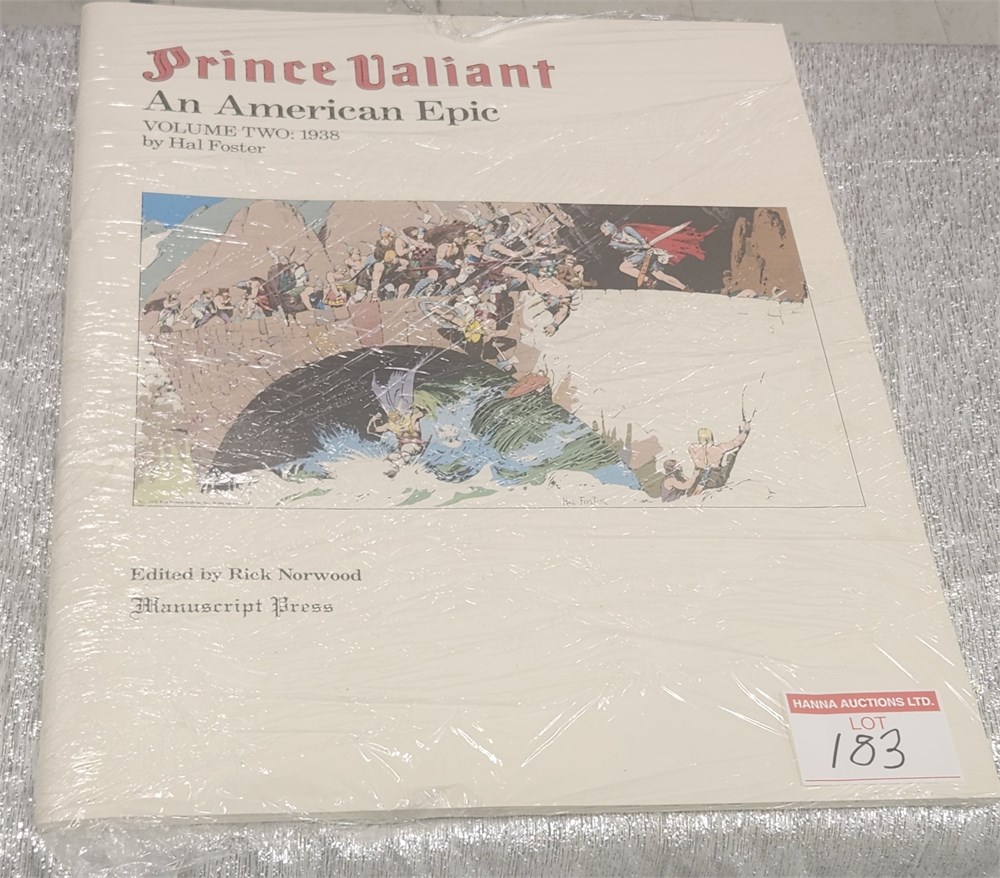 Prince Valiant
An American Epic
VOLUME TWO: 1938
by Hal Foster
Hal Foster
Edited by Rick Norwood
Manuscript Press
HANNA AUCTIONS LTD.
LOT
183